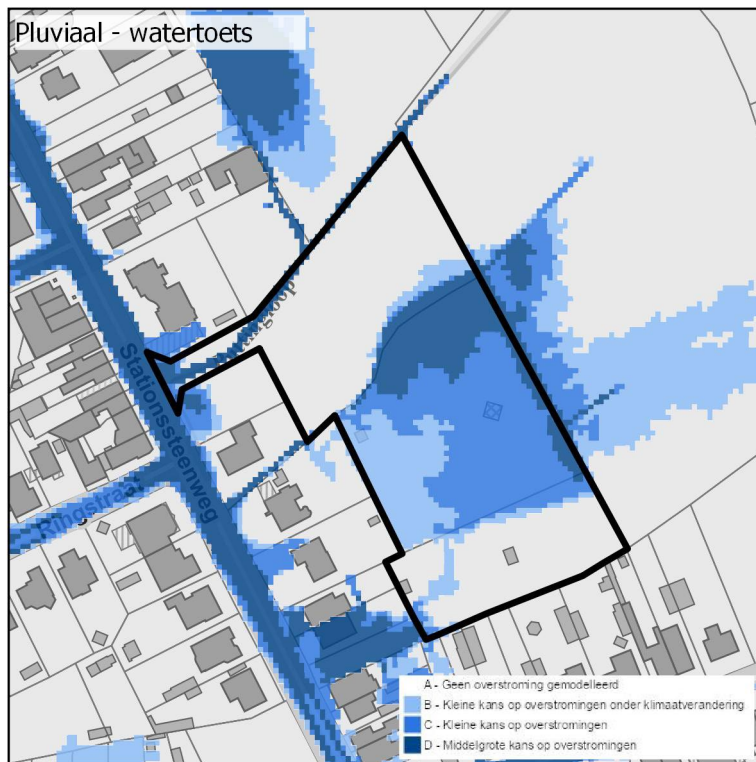 Pluviaal - watertoets
Stationssteenweg
Ringstraat
A - Geen overstroming gemodelleerd
B - Kleine kans op overstromingen onder klimaatverandering
C - Kleine kans op overstromingen
D - Middelgrote kans op overstromingen